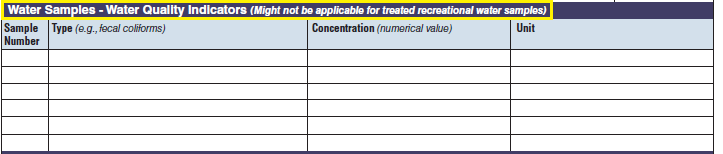 Water Samples - Water Quality Indicators (Might not be applicable for treated recreational water samples)
Sample Number Type (e.g., fecal coliforms) Concentration (numerical value) Unit